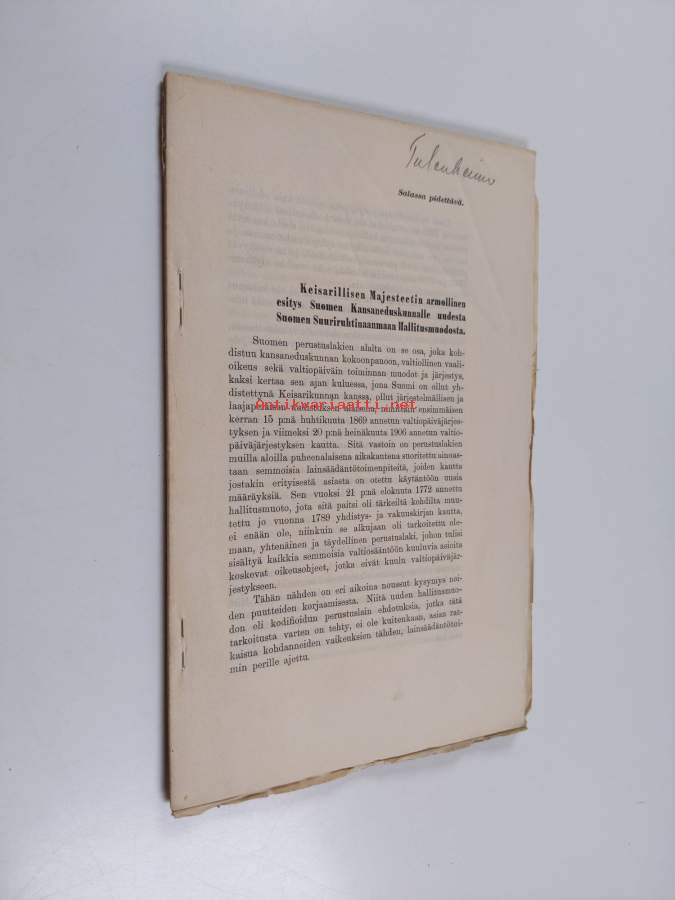 Tulenheimo
Salassa pidettävä.
Keisarillisen Majesteetin armollinen
esitys Suomen Kansaneduskunnalle uudesta
Suomen Suuriruhtinaanmaan Hallitusmuodosta.
Suomen perustuslakien alalta on se osa, joka koh-
distuu kansaneduskunnan kokoonpanoon, valtiollinen vaali-
oikeus sekä valtiopäiväin toiminnan muodot ja järjestys,
kaksi kertaa sen ajan kuluessa, jona Suomi on ollut yh-
distettynä Keisarikunnan kanssa, ollut järjestelmällisen ja
laajaperäisen uudistuksen alaisena, nimittäin ensimmäisen
Antikwariaatti.net
kerran 15 p:nä huhtikuuta 1869 annetun valtiopäiväjärjes-
tyksen ja viimeksi 20 p:nä heinäkuuta 1906 annetun valtio-
päiväjärjestyksen kautta. Sitä vastoin on perustuslakien
muilla aloilla puheenalaisena aikakautena suoritettu ainoas-
taan semmoisia lainsäädäntötoimenpiteitä, joiden kautta
jostakin erityisestä asiasta on otettu käytäntöön uusia
määräyksiä. Sen vuoksi 21 p:nä elokuuta 1772 annettu
hallitusmuoto, jota sitä paitsi oli tärkeiltä kohdilta muu-
tettu jo vuonna 1789 yhdistys- ja vakuuskirjan kautta,
ei enään ole, niinkuin se alkujaan oli tarkoitettu ole-
maan, yhtenäinen ja täydellinen perustuslaki, johon tulisi
sisältyä kaikkia semmoisia valtiosääntöön kuuluvia asioita
koskevat oikeusohjeet, jotka eivät kuulu valtiopäiväjär-
jestykseen.
Tähän nähden on eri aikoina noussut kysymys noi-
den puutteiden korjaamisesta. Niitä uuden hallitusmuo-
don eli kodifioidun perustuslain ehdotuksia, jotka tätä
tarkoitusta varten on tehty, ei ole kuitenkaan, asian rat-
kaisua kohdanneiden vaikeuksien tähden, lainsäädäntötoi-
min perille ajettu.